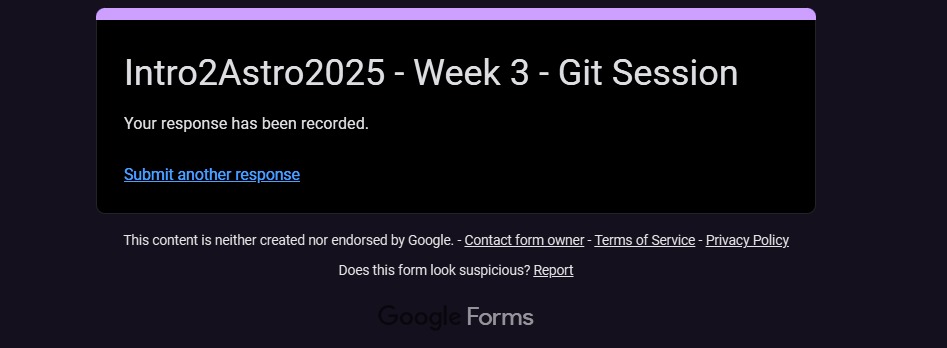 Intro2Astro2025 - Week 3 - Git Session
Your response has been recorded.
Submit another response
This content is neither created nor endorsed by Google. - Contact form owner - Terms of Service - Privacy Policy
Does this form look suspicious? Report
Google Forms